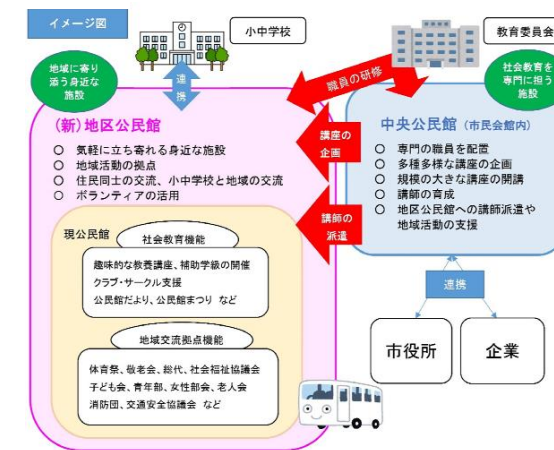 イメージ図
小中学校
教育委員会
地域に寄り
添う身近な
施設
連携
職員の研修
社会教育を
専門に担う
施設
(新)地区公民館
○ 気軽に立ち寄れる身近な施設
○ 地域活動の拠点
○ 住民同士の交流、小中学校と地域の交流
○ ボランティアの活用
講座の
企画
講師の
派遣
中央公民館(市民会館内)
○ 専門の職員を配置
○ 多種多様な講座の企画
○ 規模の大きな講座の開講
○ 講師の育成
○ 地区公民館への講師派遣や
地域活動の支援
現公民館
社会教育機能
趣味的な教養講座、補助学級の開催
クラブ・サークル支援
公民館だより、公民館まつり など
地域交流拠点機能
体育祭、敬老会、総代、社会福祉協議会
子ども会、青年部、女性部会、老人会
消防団、交通安全協議会 など
連携
市役所
企業